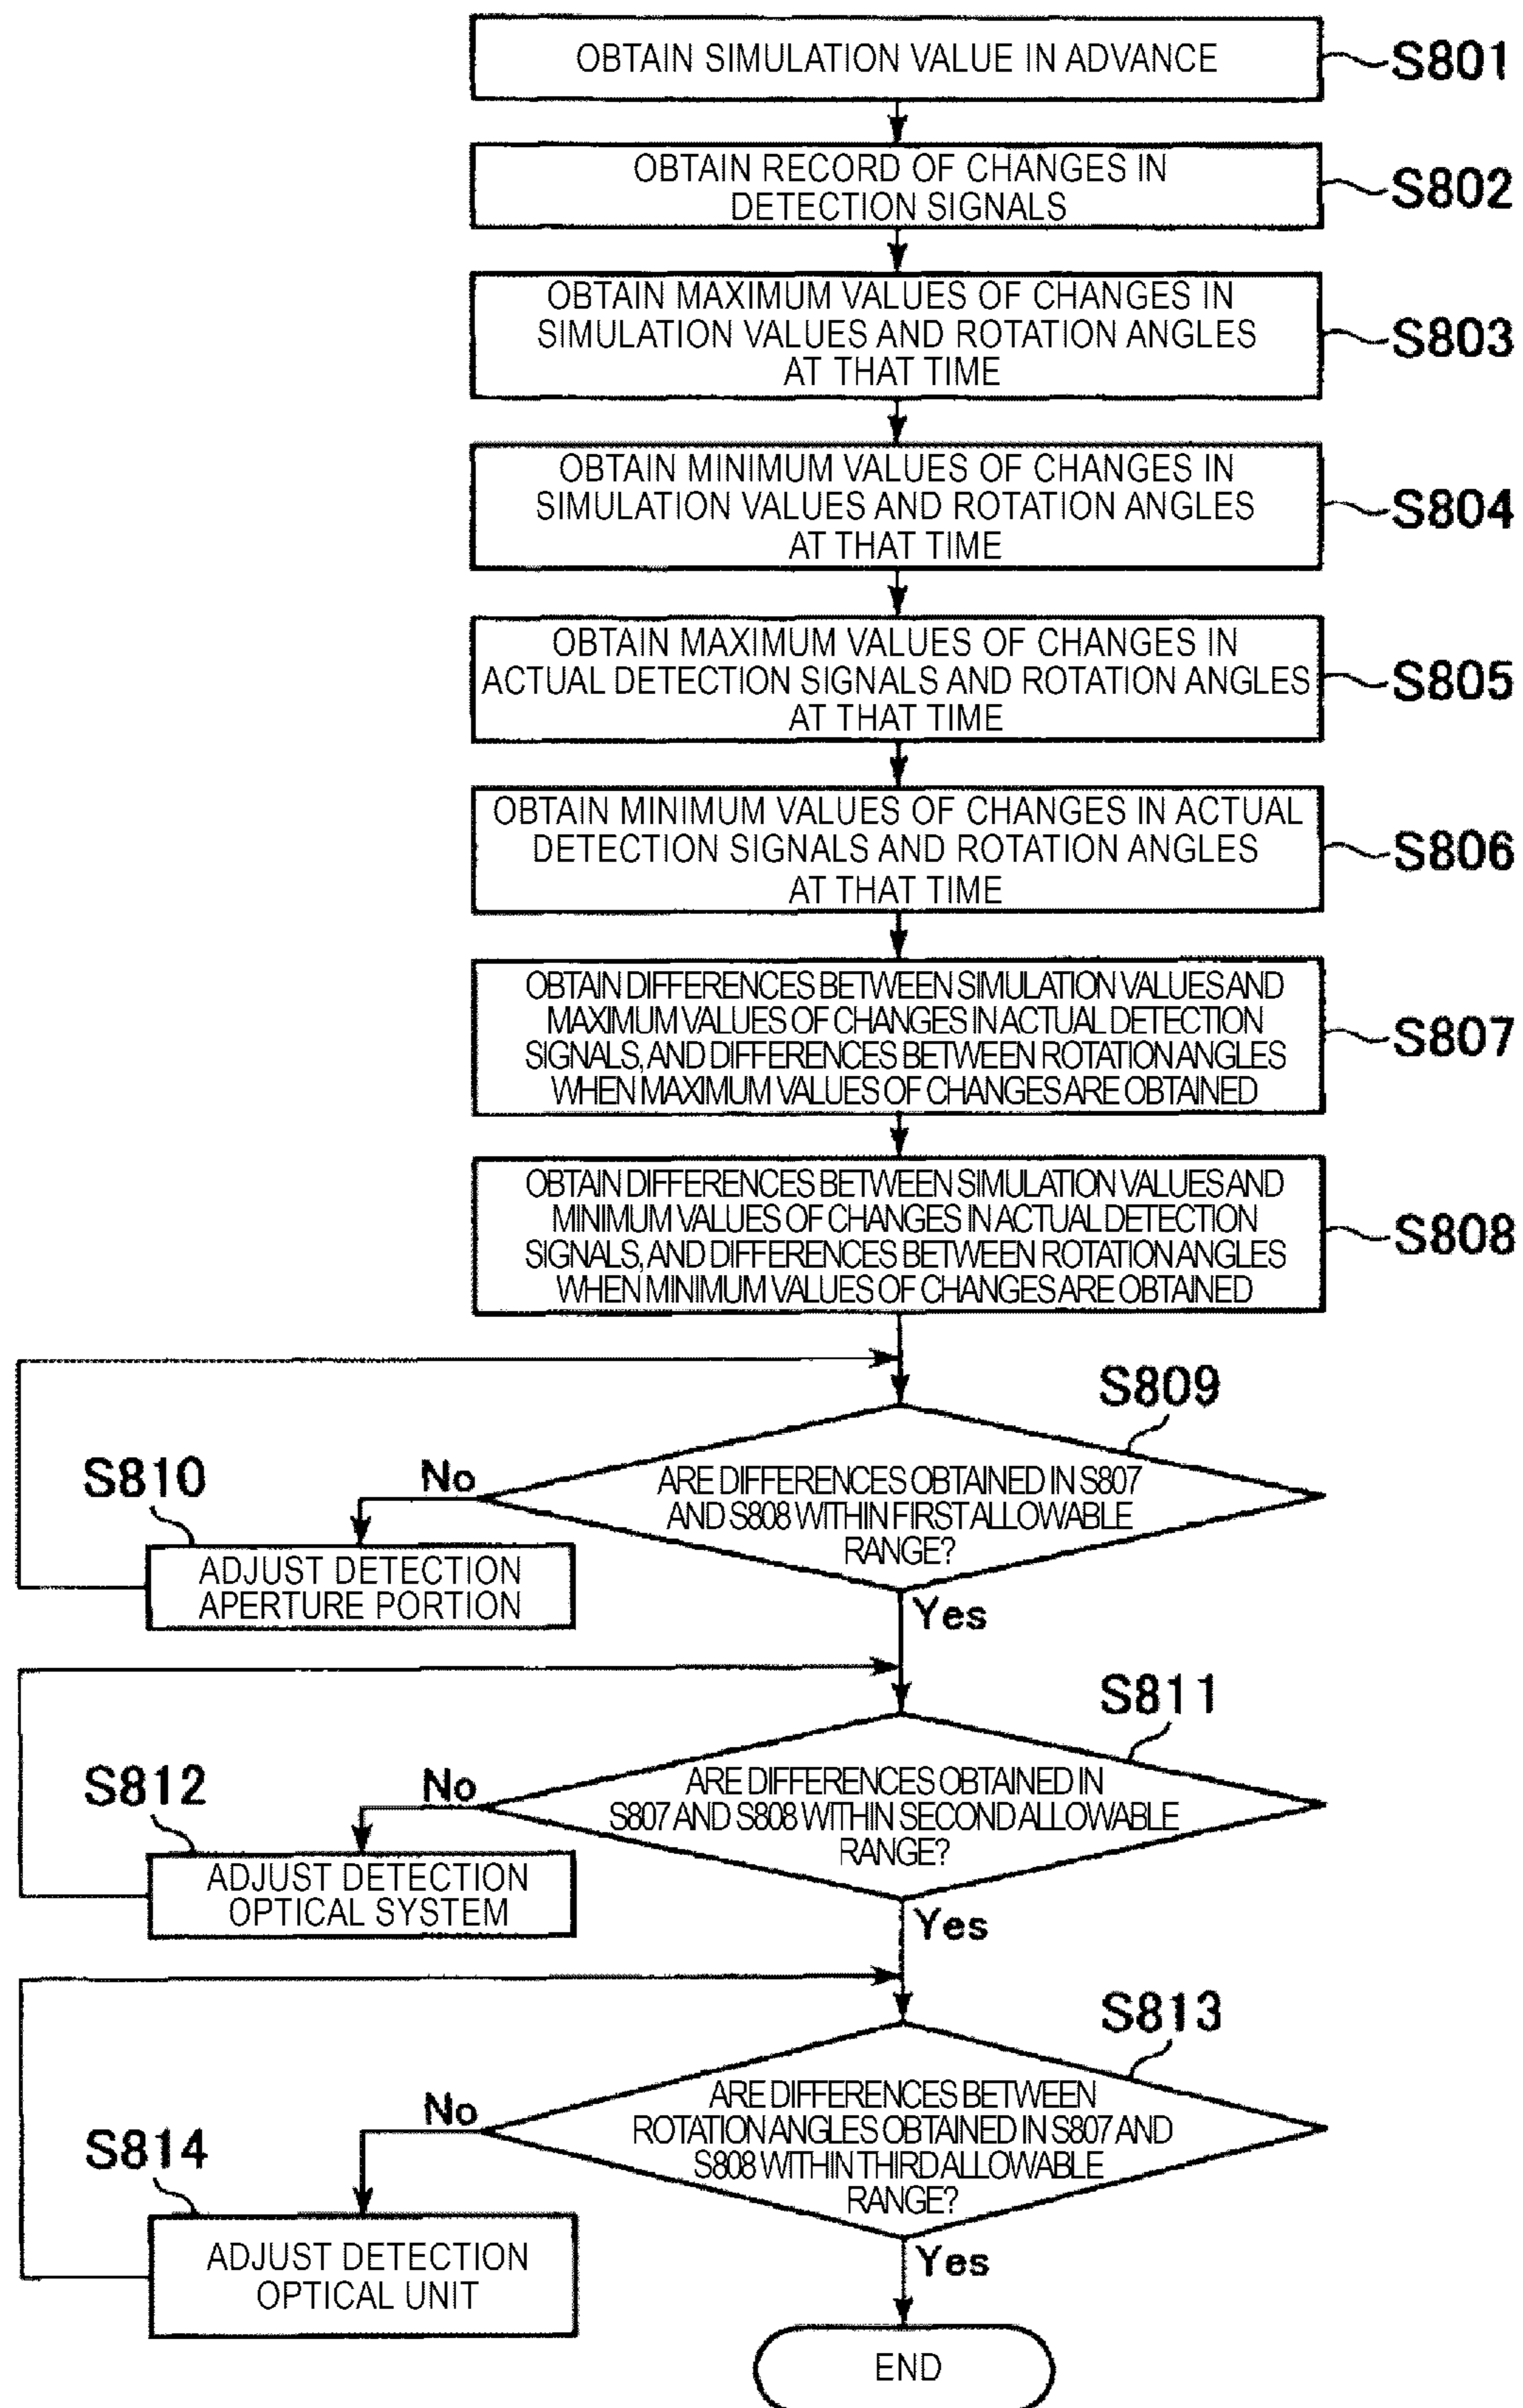 OBTAIN SIMULATION VALUE IN ADVANCE
S801
OBTAIN RECORD OF CHANGES IN
DETECTION SIGNALS
S802
OBTAIN MAXIMUM VALUES OF CHANGES IN
SIMULATION VALUES AND ROTATION ANGLES
AT THAT TIME
S803
OBTAIN MINIMUM VALUES OF CHANGES IN
SIMULATION VALUES AND ROTATION ANGLES
AT THAT TIME
S804
OBTAIN MAXIMUM VALUES OF CHANGES IN
ACTUAL DETECTION SIGNALS AND ROTATION ANGLES
AT THAT TIME
S805
OBTAIN MINIMUM VALUES OF CHANGES IN ACTUAL
DETECTION SIGNALS AND ROTATION ANGLES
AT THAT TIME
S806
OBTAIN DIFFERENCES BETWEEN SIMULATION VALUES AND
MAXIMUM VALUES OF CHANGES IN ACTUAL DETECTION
SIGNALS, AND DIFFERENCES BETWEEN ROTATION ANGLES
WHEN MAXIMUM VALUES OF CHANGES ARE OBTAINED
S807
OBTAIN DIFFERENCES BETWEEN SIMULATION VALUES AND
MINIMUM VALUES OF CHANGES IN ACTUAL DETECTION
SIGNALS, AND DIFFERENCES BETWEEN ROTATION ANGLES
WHEN MINIMUM VALUES OF CHANGES ARE OBTAINED
S808
S809
ARE DIFFERENCES OBTAINED IN S807
AND S808 WITHIN FIRST ALLOWABLE
RANGE?
No
S810
ADJUST DETECTION
APERTURE PORTION
Yes
S811
ARE DIFFERENCES OBTAINED IN
S807 AND S808 WITHIN SECOND ALLOWABLE
RANGE?
No
S812
ADJUST DETECTION
OPTICAL SYSTEM
Yes
S813
ARE DIFFERENCES BETWEEN
ROTATION ANGLES OBTAINED IN S807 AND
S808 WITHIN THIRD ALLOWABLE
RANGE?
No
S814
ADJUST DETECTION
OPTICAL UNIT
Yes
END